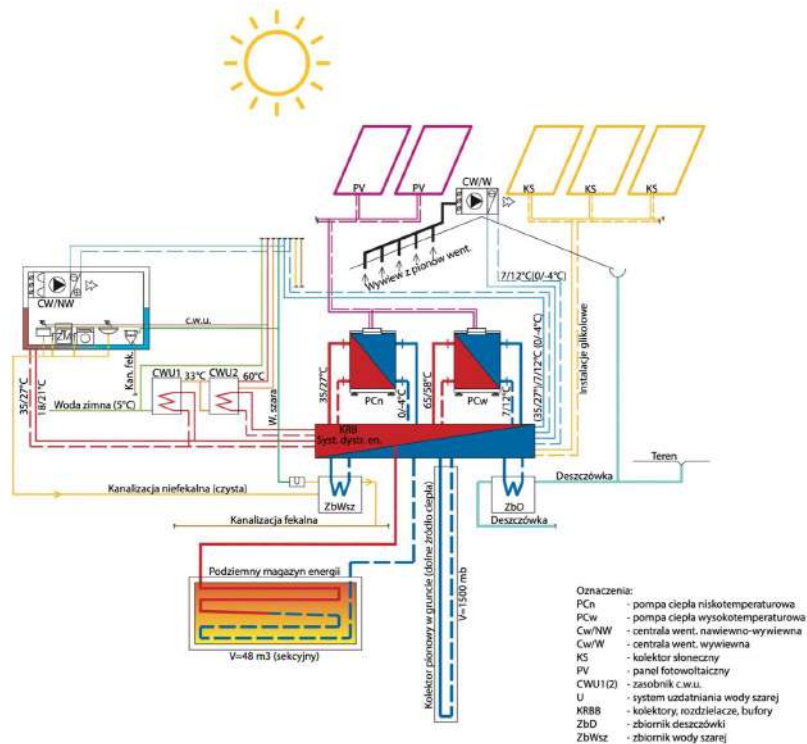 PV
PV
KS
KS
KS
CW/W
Wywiew z pionów went.
7/12°C(0/-4°C)
CW/NW
ZM
c.w.u.
Kan. fek.
35/27°C
18/21°C
Woda zimna (5°C)
CWU1
33°C
CWU2
60°C
W. szara
35/27°C
PCn
0/-4°C
65/58°C
PCw
7/12°C
(35/27°)/7/12°C (0/-4°C)
Instalacje glikolowe
KRB
Syst. dystr. en.
Teren
Deszczówka
Kanalizacja niefekalna (czysta)
U
ZbWsz
ZbD
Kanalizacja fekalna
Deszczówka
Podziemny magazyn energii
V=48 m3 (sekcyjny)
Kolektor pionowy w gruncie (dolne źródło ciepła)
V=1500 mb
Oznaczenia:
PCn - pompa ciepła niskotemperaturowa
PCw - pompa ciepła wysokotemperaturowa
Cw/NW - centrala went. nawiewno-wywiewna
Cw/W - centrala went. wywiewna
KS - kolektor słoneczny
PV - panel fotowoltaiczny
CWU1(2) - zasobnik c.w.u.
U - system uzdatniania wody szarej
KRBB - kolektory, rozdzielacze, bufory
ZbD - zbiornik deszczówki
ZbWsz - zbiornik wody szarej